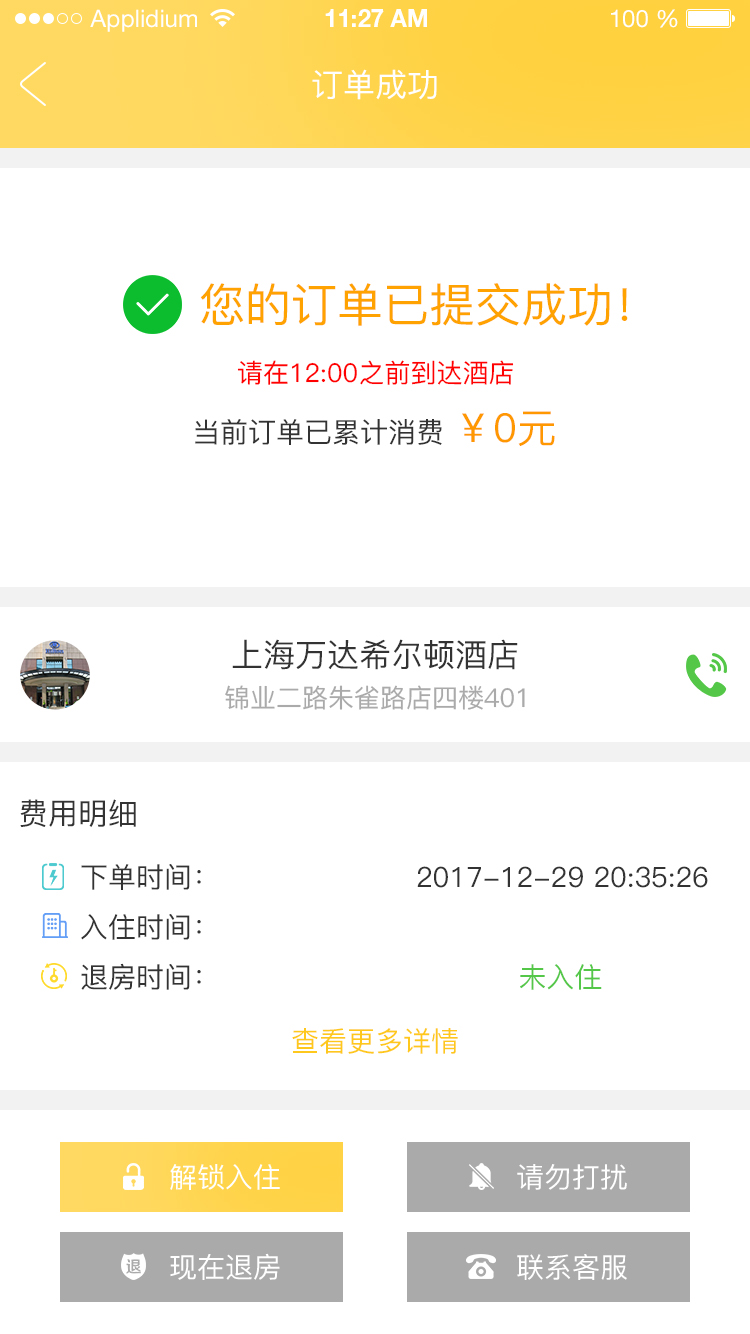 Applidium 11:27 AM 100 %
订单成功
您的订单已提交成功!
请在12:00之前到达酒店
当前订单已累计消费 ￥0元
上海万达希尔顿酒店
锦业二路朱雀路店四楼401
费用明细
下单时间: 2017-12-29 20:35:26
入住时间:
退房时间: 未入住
查看更多详情
解锁入住 请勿打扰
退 现在退房 联系客服